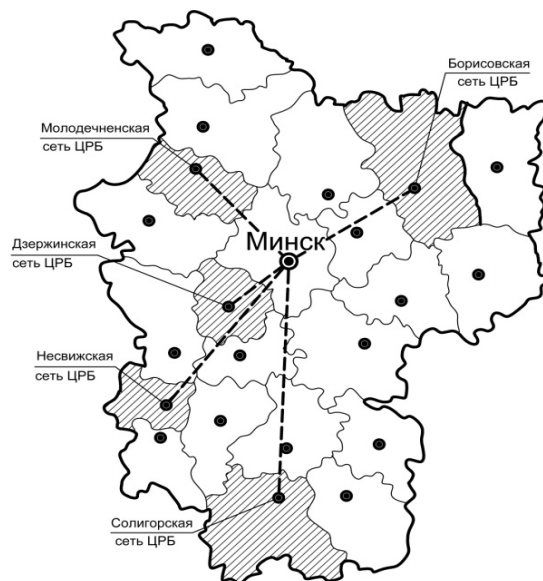 Борисовская
сеть ЦРБ
Молодечненская
сеть ЦРБ
Минск
Дзержинская
сеть ЦРБ
Несвижская
сеть ЦРБ
Солигорская
сеть ЦРБ